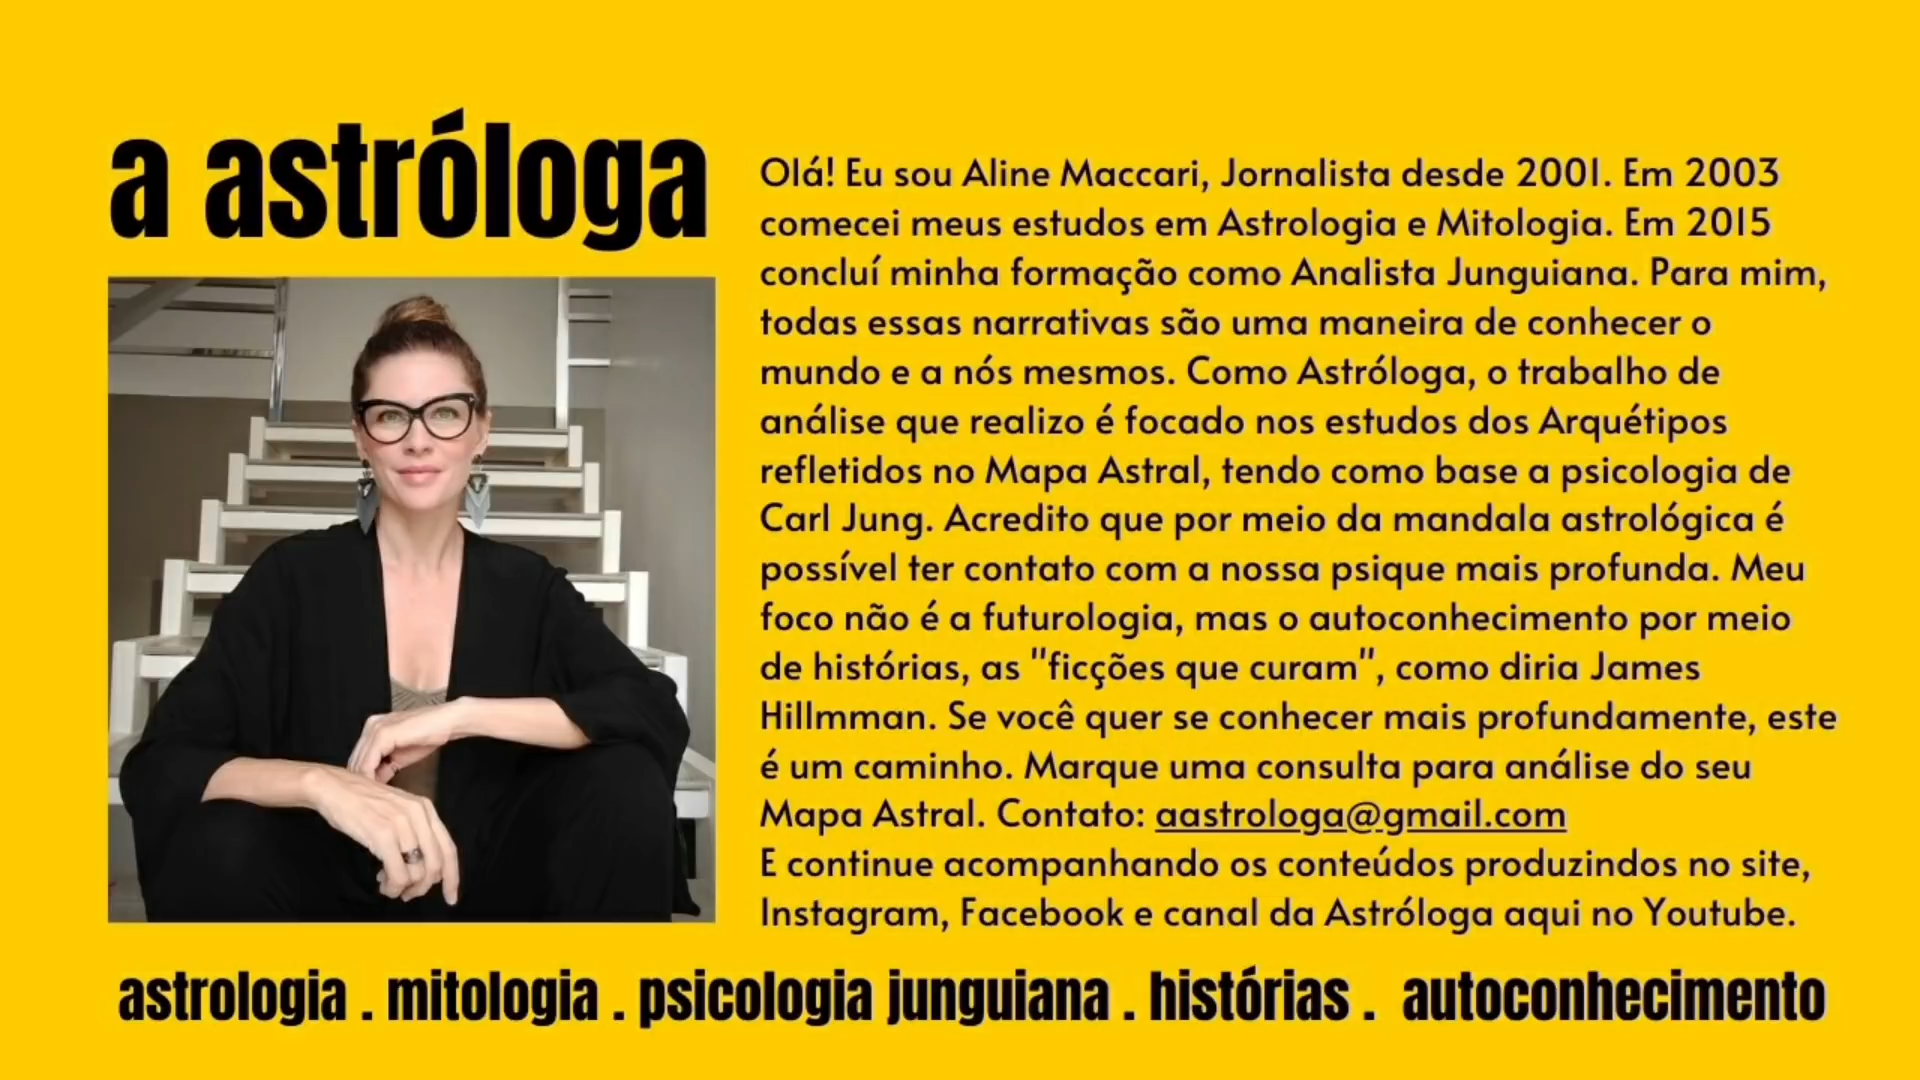 a astróloga
Olá! Eu sou Aline Maccari, Jornalista desde 2001. Em 2003
comecei meus estudos em Astrologia e Mitologia. Em 2015
concluí minha formação como Analista Junguiana. Para mim,
todas essas narrativas são uma maneira de conhecer o
mundo e a nós mesmos. Como Astróloga, o trabalho de
análise que realizo é focado nos estudos dos Arquétipos
refletidos no Mapa Astral, tendo como base a psicologia de
Carl Jung. Acredito que por meio da mandala astrológica é
possível ter contato com a nossa psique mais profunda. Meu
foco não é a futurologia, mas o autoconhecimento por meio
de histórias, as "ficções que curam", como diria James
Hillmman. Se você quer se conhecer mais profundamente, este
é um caminho. Marque uma consulta para análise do seu
Mapa Astral. Contato: aastrologa@gmail.com
E continue acompanhando os conteúdos produzindos no site,
Instagram, Facebook e canal da Astróloga aqui no Youtube.
astrologia . mitologia . psicologia junguiana . histórias . autoconhecimento